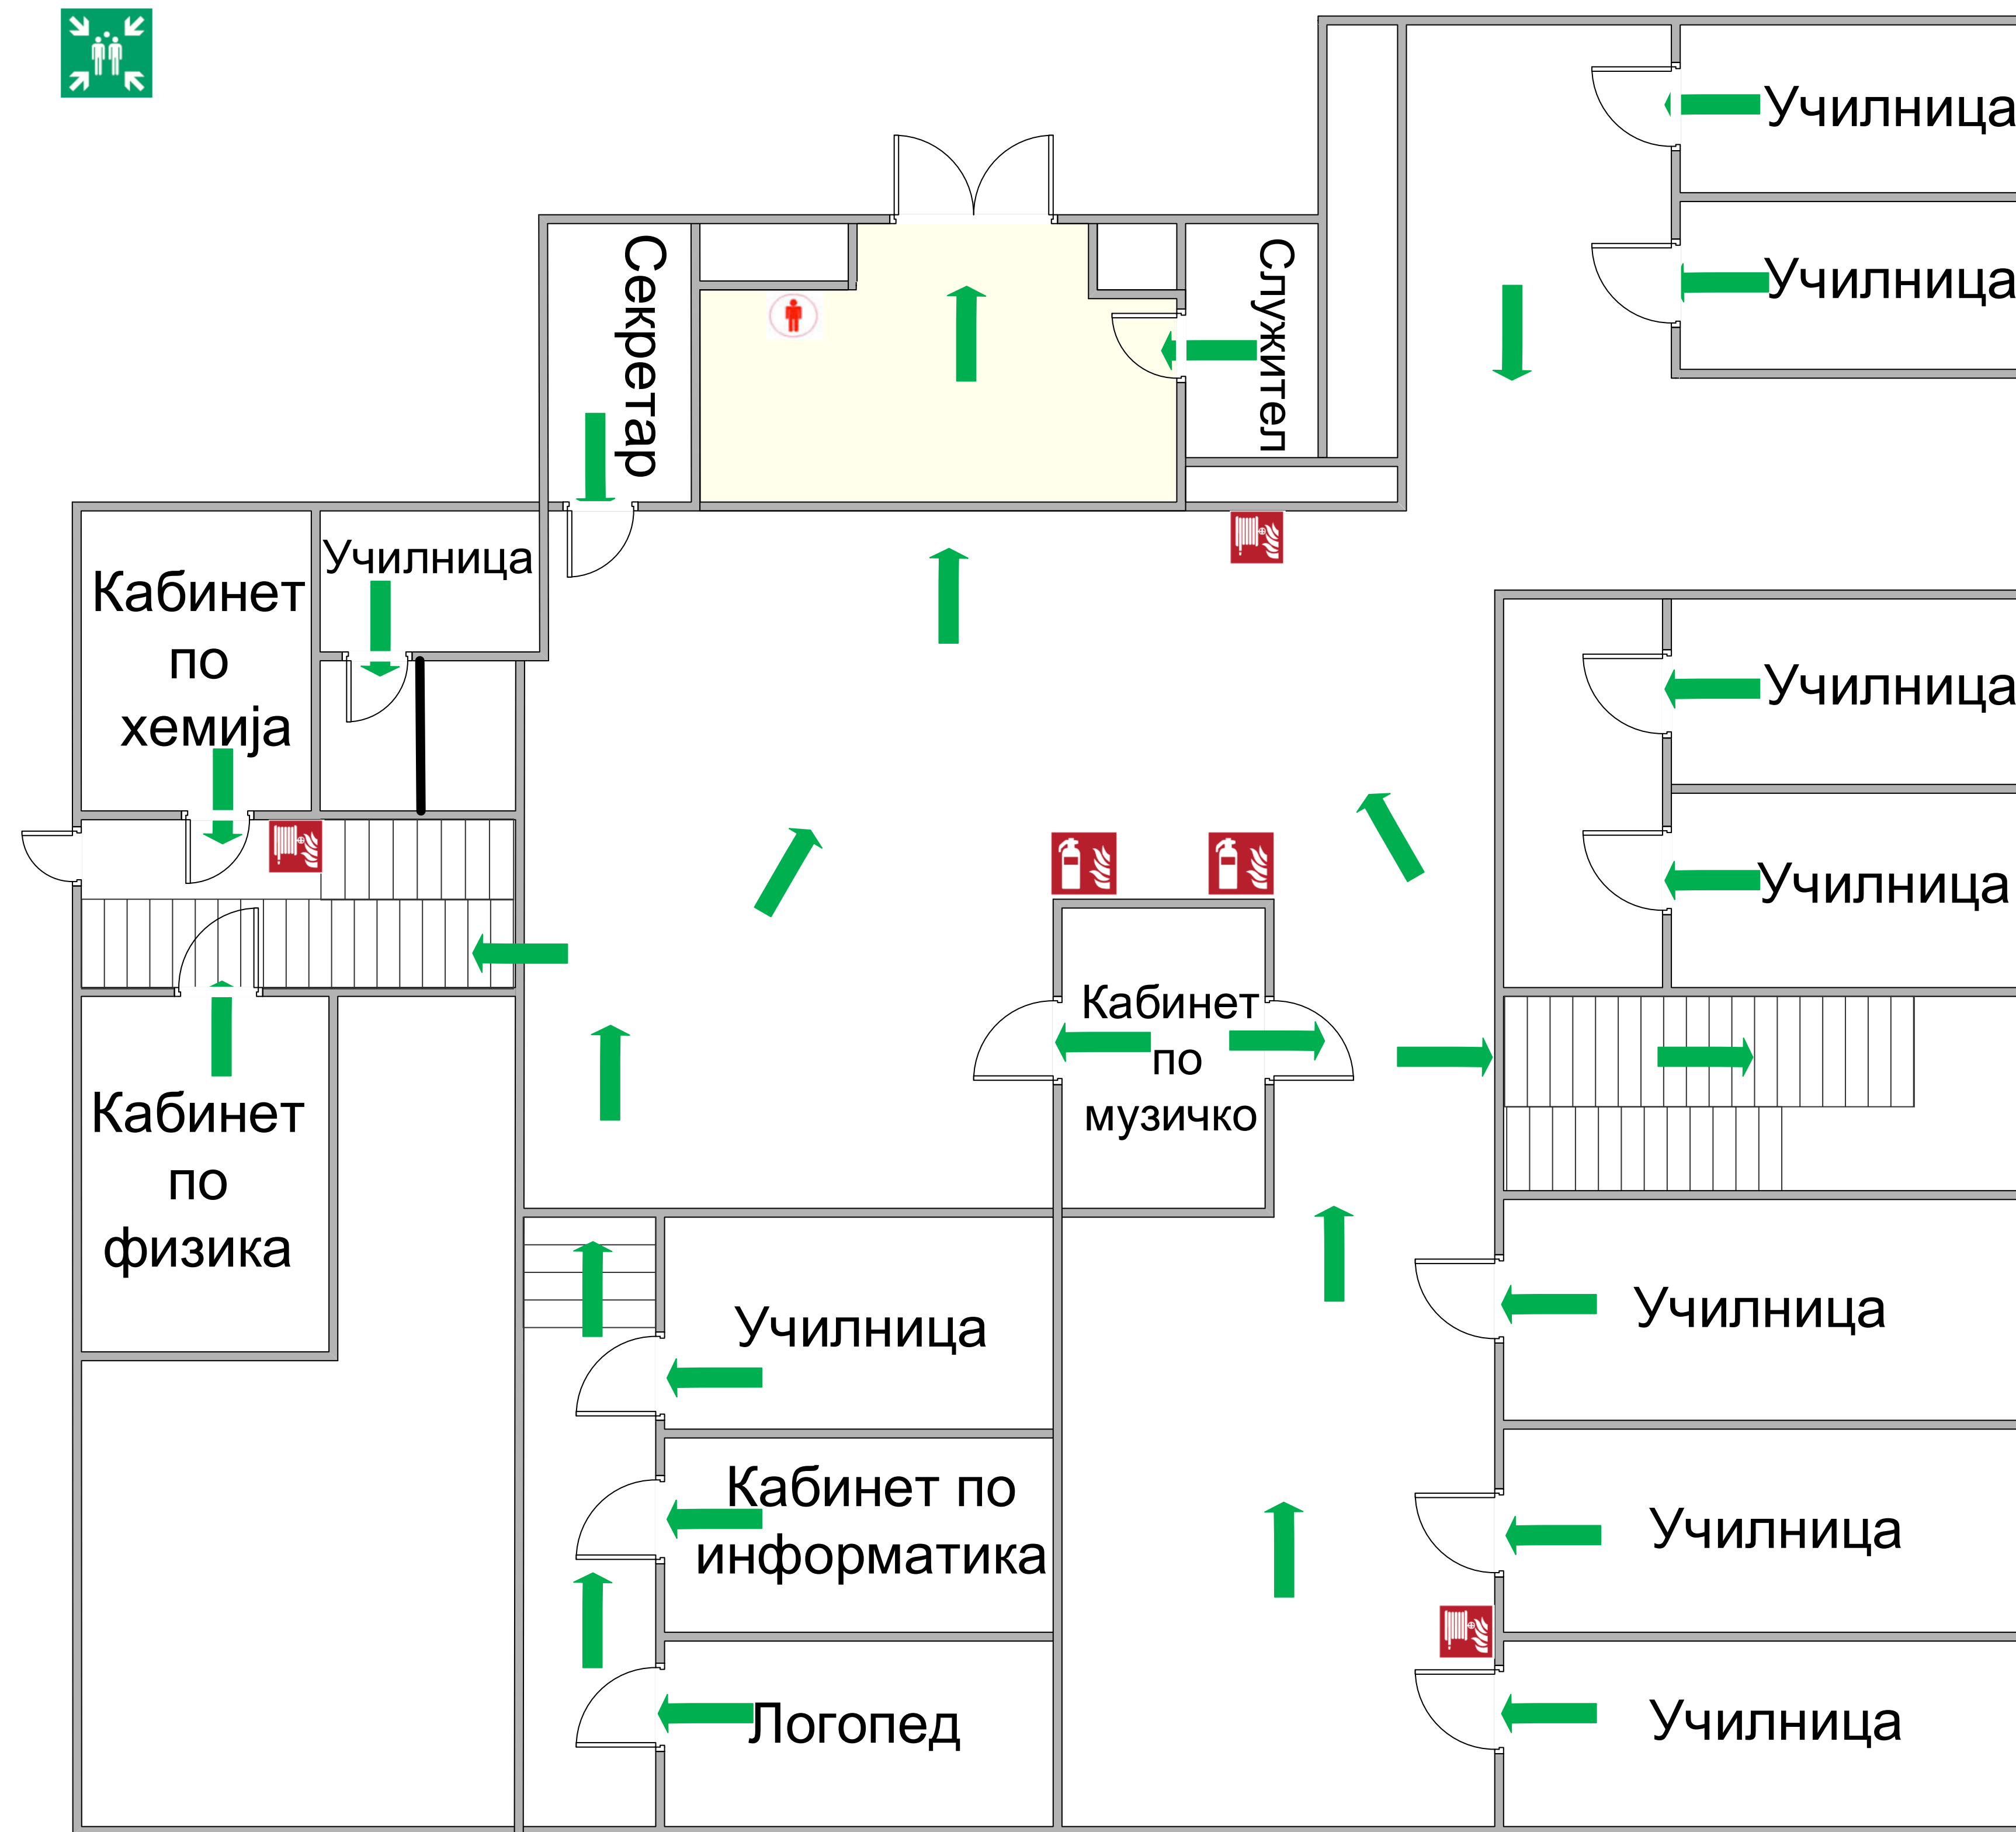 Училница
Училница
Секретар
Служител
Кабинет
по
хемија
Училница
Училница
Училница
Кабинет
по
музичко
Кабинет
по
физика
Училница
Училница
Кабинет по
информатика
Училница
Логопед
Училница